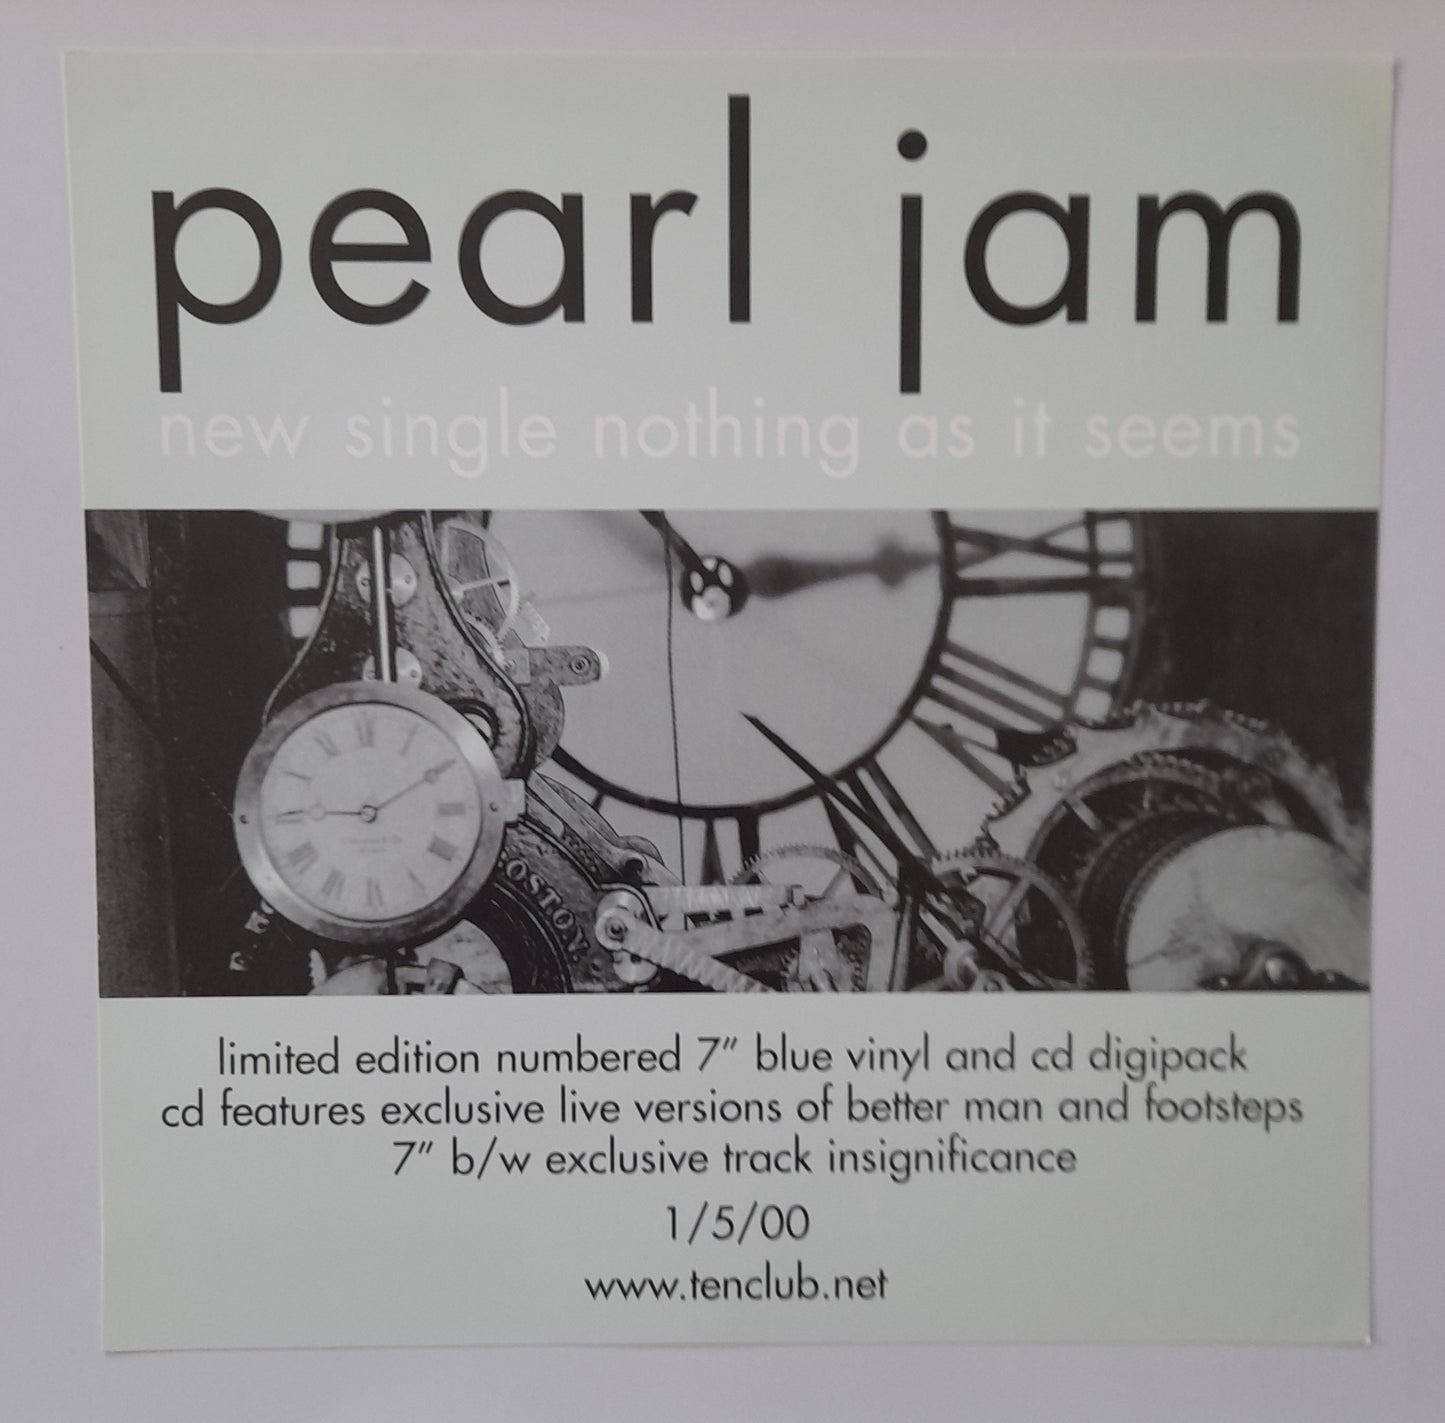 pearl jam
new single nothing as it seems
OSTON.
limited edition numbered 7" blue vinyl and cd digipack
cd features exclusive live versions of better man and footsteps
7" b/w exclusive track insignificance
1/5/00
www.tenclub.net